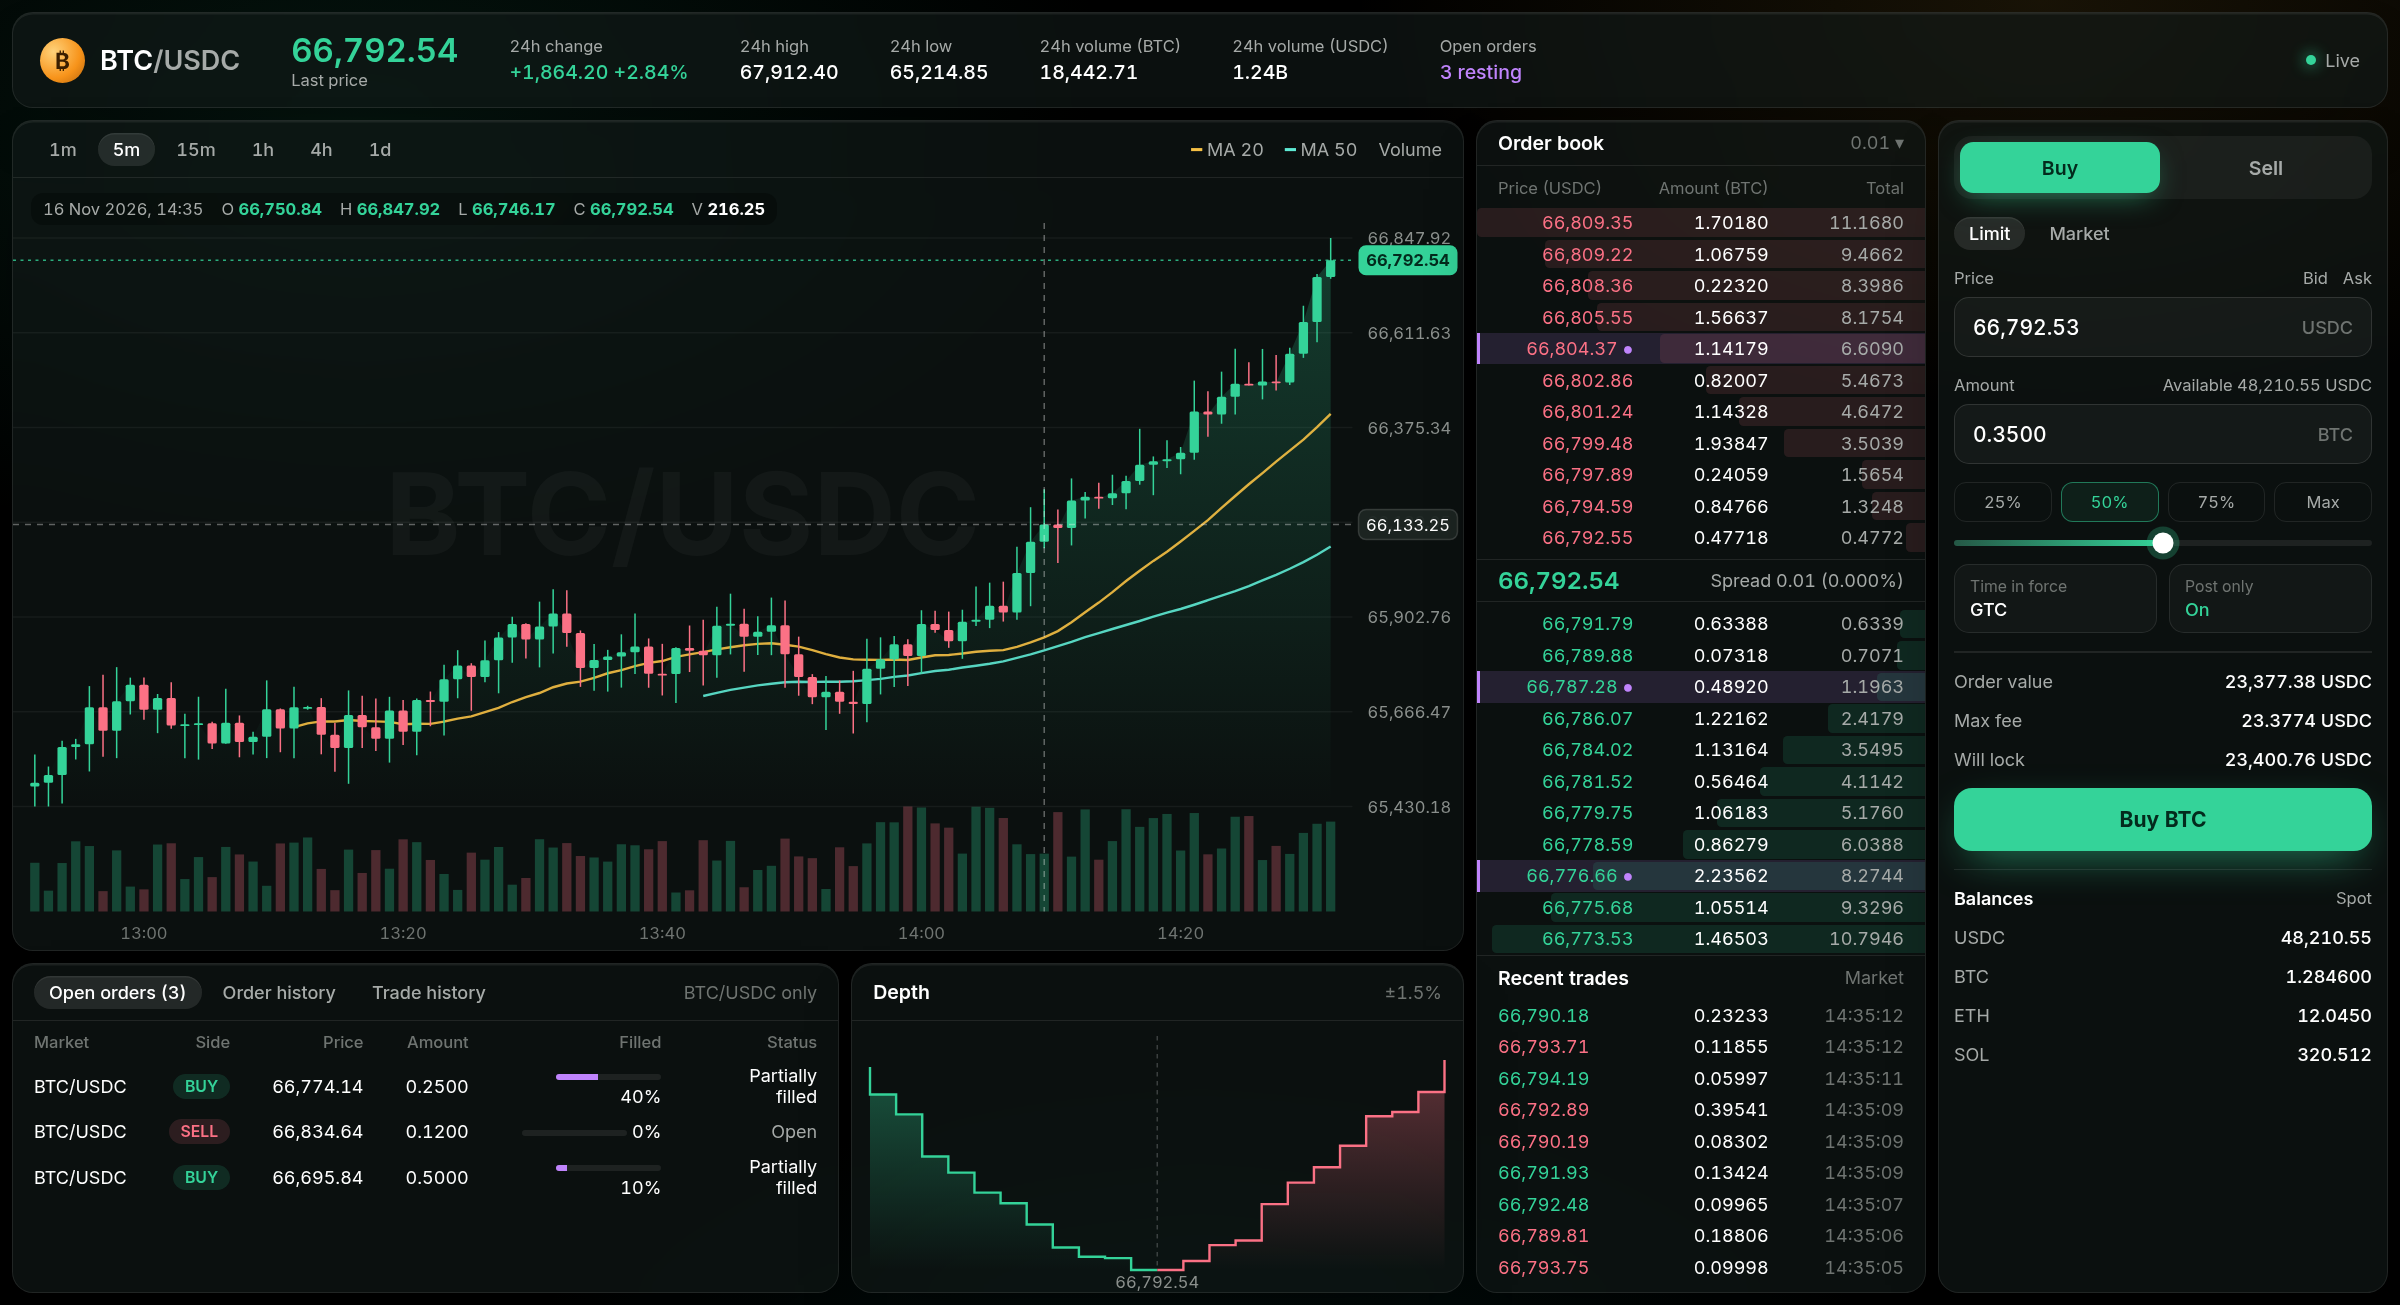 ₿ BTC/USDC
66,792.54
Last price
24h change
+1,864.20 +2.84%
24h high
67,912.40
24h low
65,214.85
24h volume (BTC)
18,442.71
24h volume (USDC)
1.24B
Open orders
3 resting
Live
1m 5m 15m 1h 4h 1d
MA 20 MA 50 Volume
16 Nov 2026, 14:35 O 66,750.84 H 66,847.92 L 66,746.17 C 66,792.54 V 216.25
BTC/USDC
66,847.92
66,792.54
66,611.63
66,375.34
66,133.25
65,902.76
65,666.47
65,430.18
13:00 13:20 13:40 14:00 14:20
Open orders (3) Order history Trade history BTC/USDC only
Market Side Price Amount Filled Status
BTC/USDC BUY 66,774.14 0.2500 40% Partially filled
BTC/USDC SELL 66,834.64 0.1200 0% Open
BTC/USDC BUY 66,695.84 0.5000 10% Partially filled
Depth ±1.5%
66,792.54
Order book 0.01 ▾
Price (USDC) Amount (BTC) Total
66,809.35 1.70180 11.1680
66,809.22 1.06759 9.4662
66,808.36 0.22320 8.3986
66,805.55 1.56637 8.1754
66,804.37 1.14179 6.6090
66,802.86 0.82007 5.4673
66,801.24 1.14328 4.6472
66,799.48 1.93847 3.5039
66,797.89 0.24059 1.5654
66,794.59 0.84766 1.3248
66,792.55 0.47718 0.4772
66,792.54 Spread 0.01 (0.000%)
66,791.79 0.63388 0.6339
66,789.88 0.07318 0.7071
66,787.28 0.48920 1.1963
66,786.07 1.22162 2.4179
66,784.02 1.13164 3.5495
66,781.52 0.56464 4.1142
66,779.75 1.06183 5.1760
66,778.59 0.86279 6.0388
66,776.66 2.23562 8.2744
66,775.68 1.05514 9.3296
66,773.53 1.46503 10.7946
Recent trades Market
66,790.18 0.23233 14:35:12
66,793.71 0.11855 14:35:12
66,794.19 0.05997 14:35:11
66,792.89 0.39541 14:35:09
66,790.19 0.08302 14:35:09
66,791.93 0.13424 14:35:09
66,792.48 0.09965 14:35:07
66,789.81 0.18806 14:35:06
66,793.75 0.09998 14:35:05
Buy Sell
Limit Market
Price Bid Ask
66,792.53 USDC
Amount Available 48,210.55 USDC
0.3500 BTC
25% 50% 75% Max
Time in force
GTC
Post only
On
Order value 23,377.38 USDC
Max fee 23.3774 USDC
Will lock 23,400.76 USDC
Buy BTC
Balances Spot
USDC 48,210.55
BTC 1.284600
ETH 12.0450
SOL 320.512